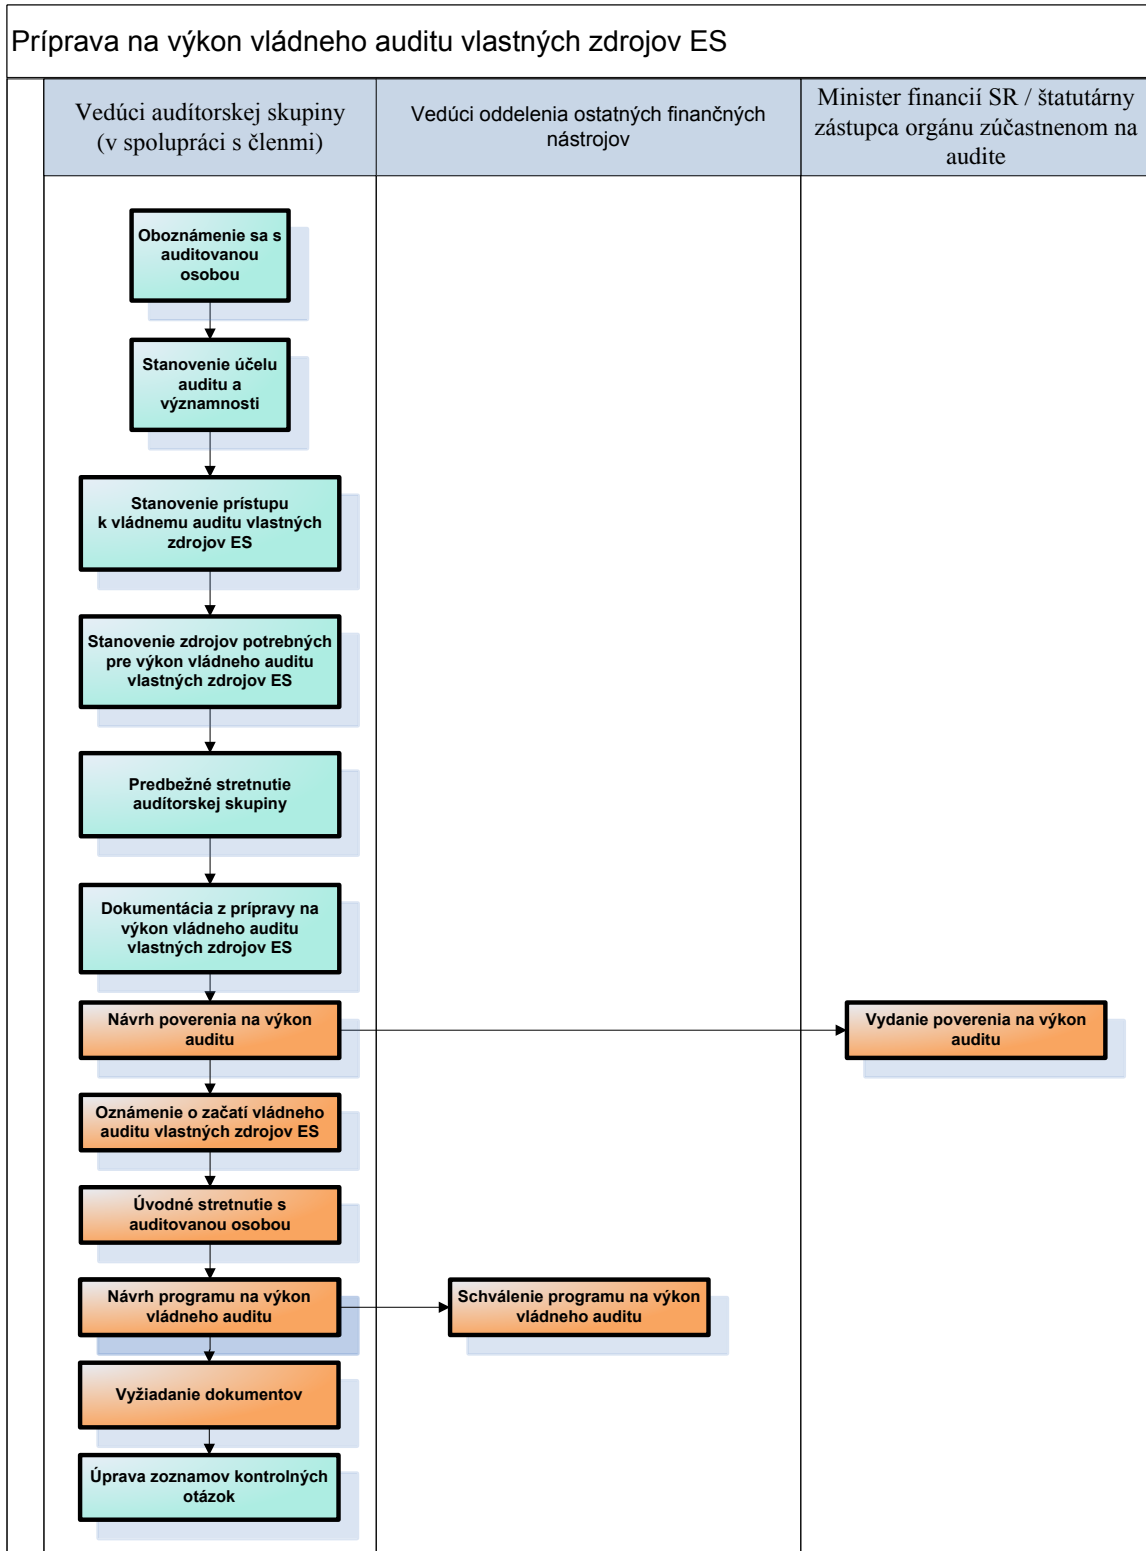 Príprava na výkon vládneho auditu vlastných zdrojov ES
Vedúci audítorskej skupiny
(v spolupráci s členmi)
Vedúci oddelenia ostatných finančných
nástrojov
Minister financií SR / štatutárny
zástupca orgánu zúčastnenom na
audite
Oboznámenie sa s
auditovanou
osobou
Stanovenie účelu
auditu a
významnosti
Stanovenie prístupu
k vládnemu auditu vlastných
zdrojov ES
Stanovenie zdrojov potrebných
pre výkon vládneho auditu
vlastných zdrojov ES
Predbežné stretnutie
audítorskej skupiny
Dokumentácia z prípravy na
výkon vládneho auditu
vlastných zdrojov ES
Návrh poverenia na výkon
auditu
Vydanie poverenia na výkon
auditu
Oznámenie o začatí vládneho
auditu vlastných zdrojov ES
Úvodné stretnutie s
auditovanou osobou
Návrh programu na výkon
vládneho auditu
Schválenie programu na výkon
vládneho auditu
Vyžiadanie dokumentov
Úprava zoznamov kontrolných
otázok